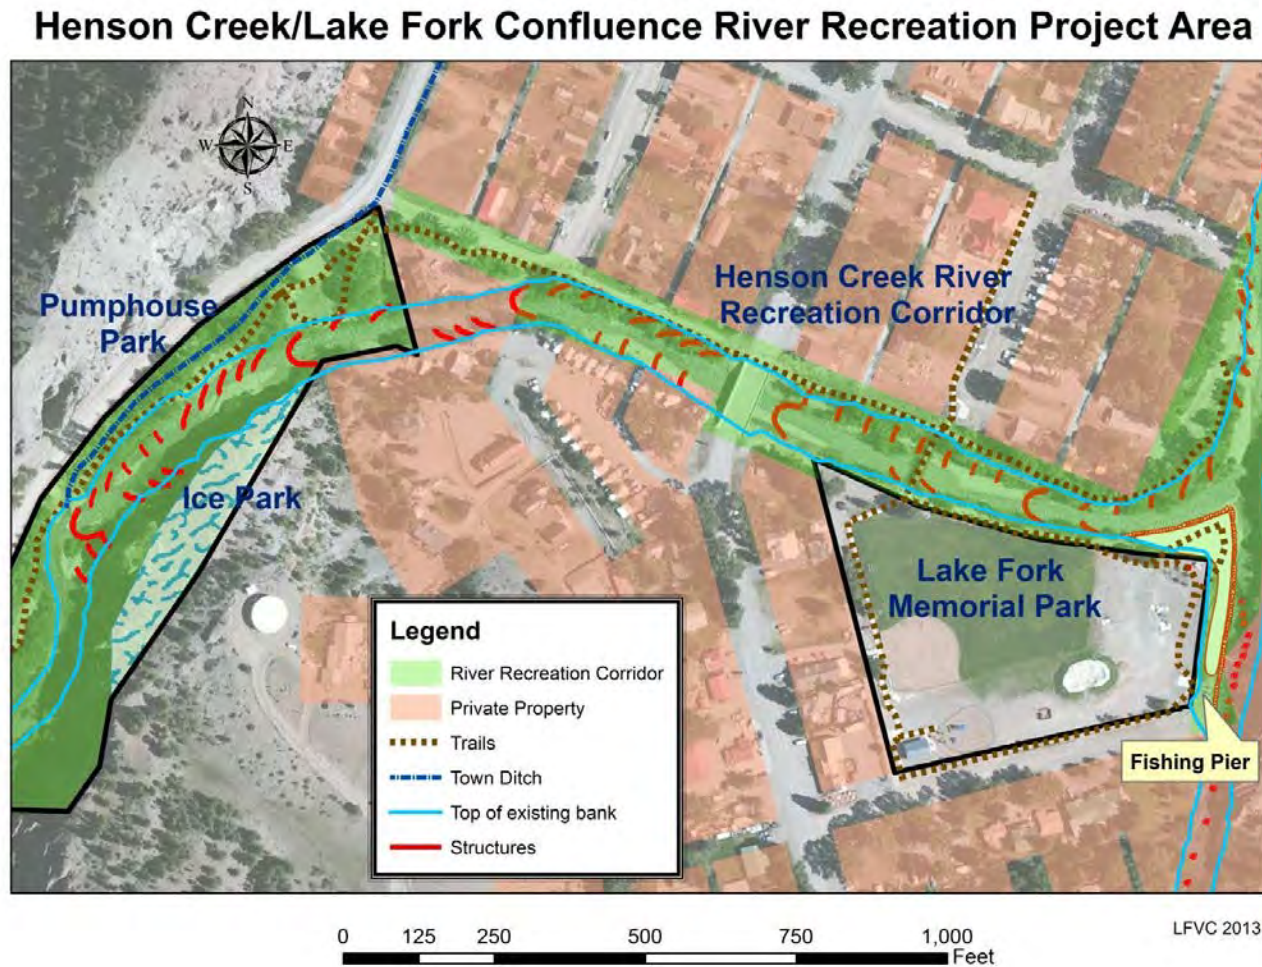 Henson Creek/Lake Fork Confluence River Recreation Project Area
N
W
E
S
Pumphouse
Park
Henson Creek River
Recreation Corridor
Ice Park
Lake Fork
Memorial Park
Fishing Pier
Legend
River Recreation Corridor
Private Property
Trails
Town Ditch
Top of existing bank
Structures
LFVC 2013
0 125 250 500 750 1,000
Feet